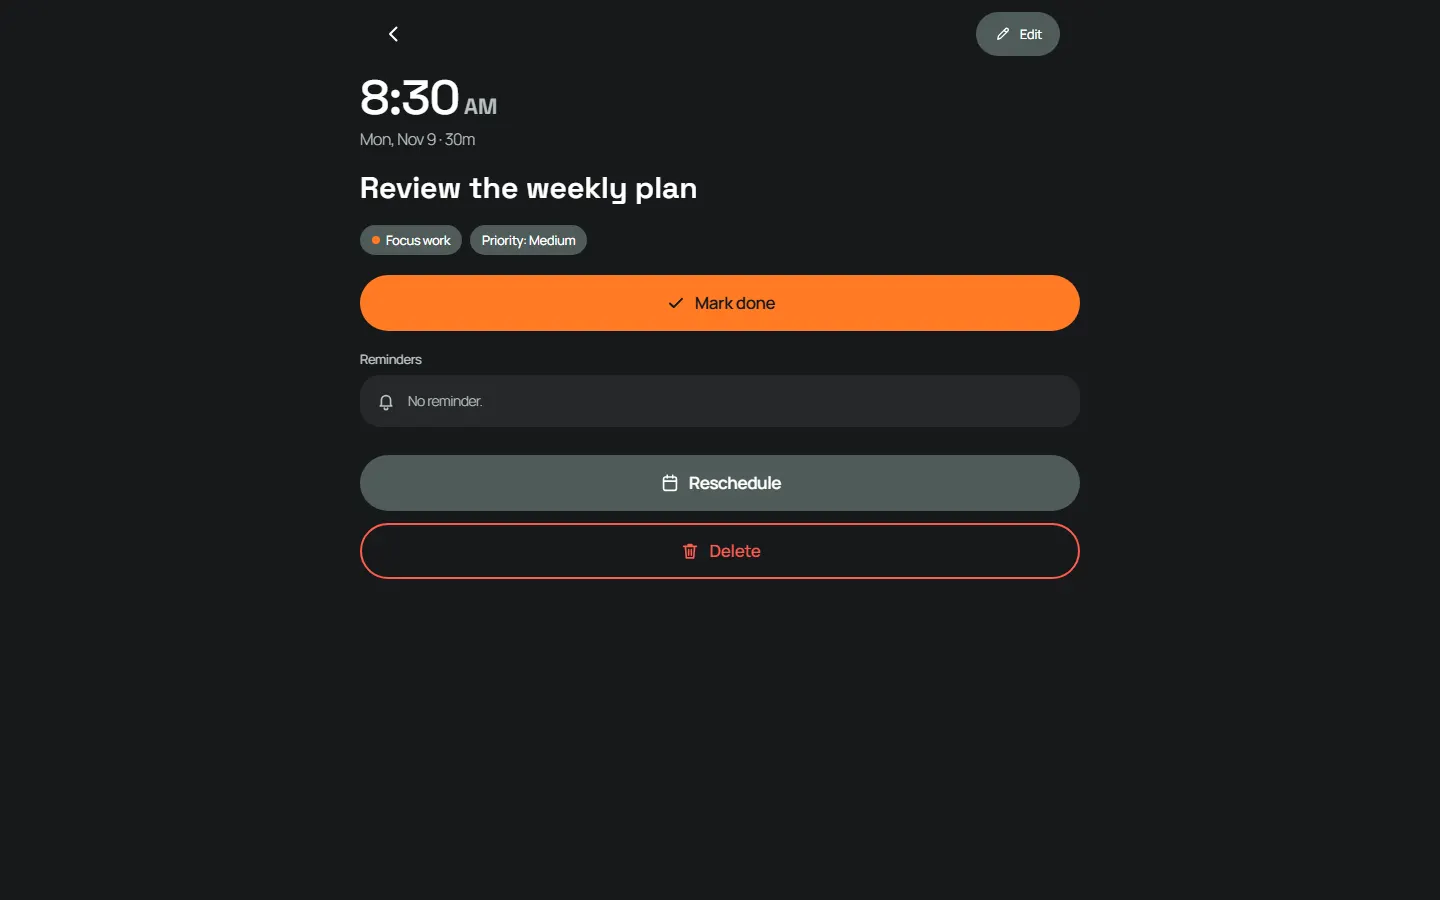 Edit
8:30 AM
Mon, Nov 9 · 30m
Review the weekly plan
Focus work
Priority: Medium
Mark done
Reminders
No reminder.
Reschedule
Delete